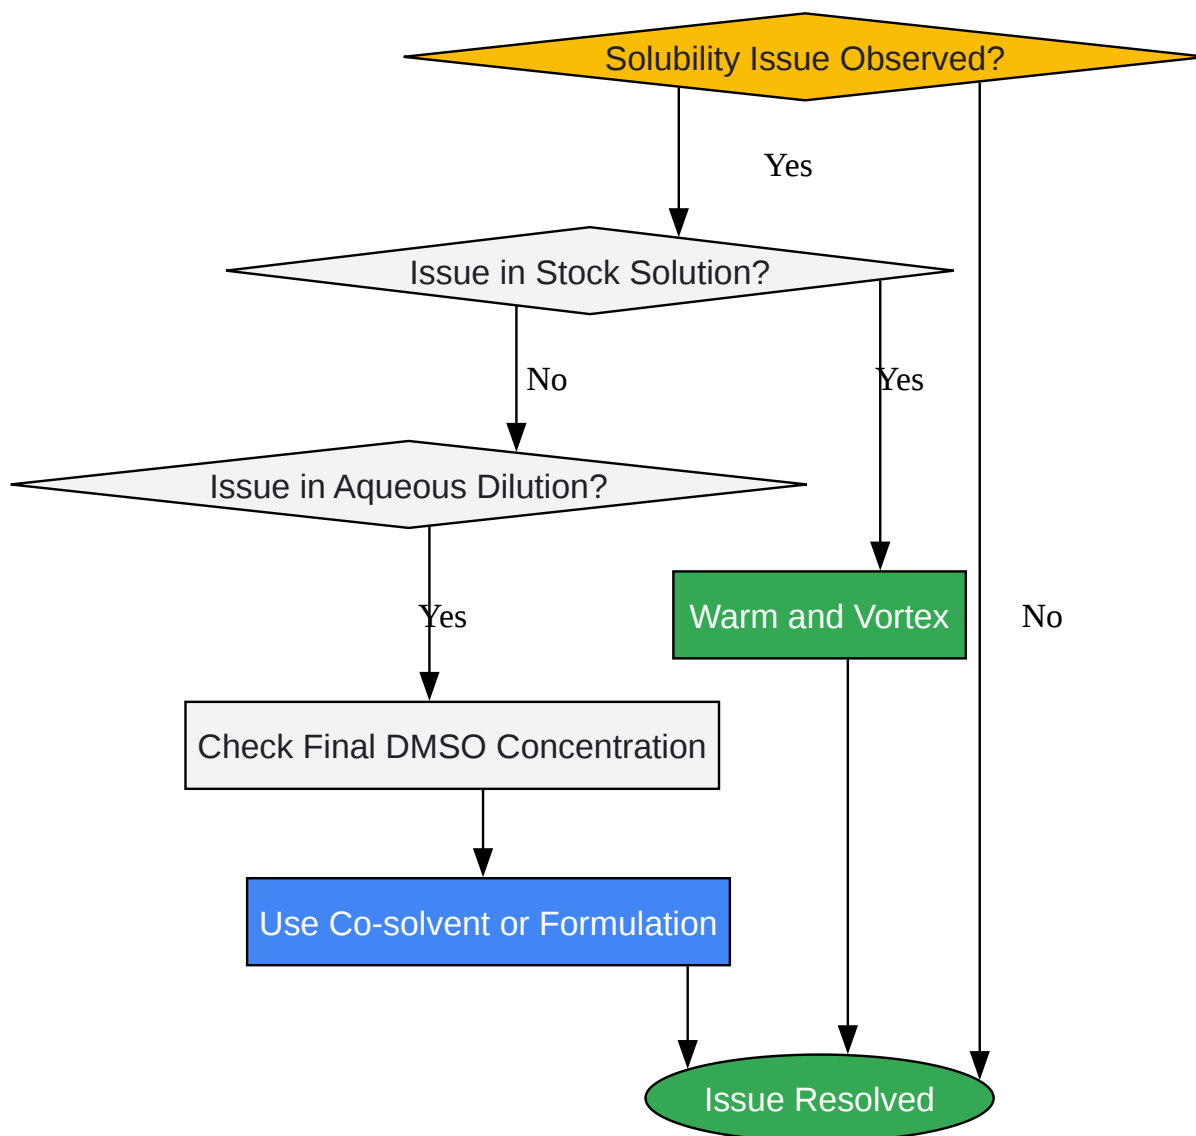 Solubility Issue Observed?
Yes
Issue in Stock Solution?
No
Yes
Issue in Aqueous Dilution?
Yes
Warm and Vortex
No
Check Final DMSO Concentration
Use Co-solvent or Formulation
Issue Resolved